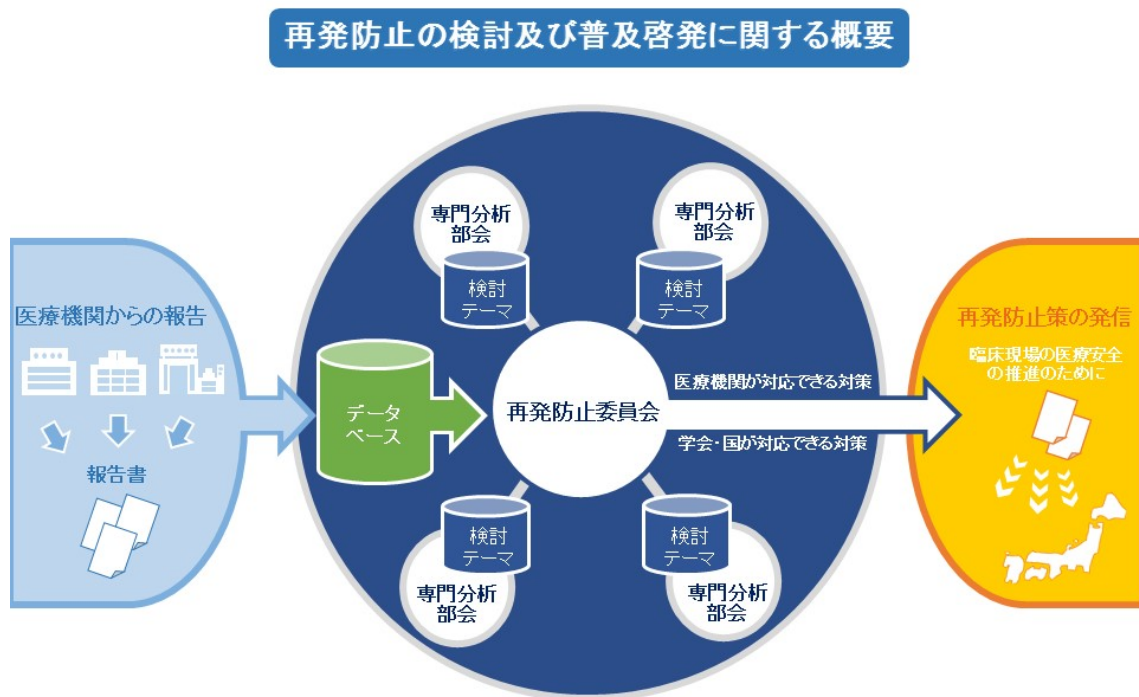 再発防止の検討及び普及啓発に関する概要
医療機関からの報告
報告書
データ
ベース
専門分析
部会
検討
テーマ
専門分析
部会
検討
テーマ
再発防止委員会
医療機関が対応できる対策
学会・国が対応できる対策
検討
テーマ
専門分析
部会
検討
テーマ
専門分析
部会
再発防止策の発信
臨床現場の医療安全
の推進のために